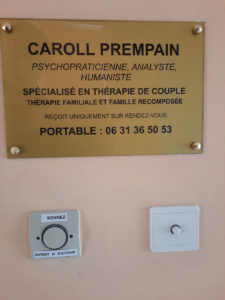 CAROLL PREMPAIN
PSYCHOPRATICIENNE, ANALYSTE,
HUMANISTE
SPÉCIALISÉ EN THÉRAPIE DE COUPLE
THÉRAPIE FAMILIALE ET FAMILLE RECOMPOSÉE
REÇOIT UNIQUEMENT SUR RENDEZ-VOUS
PORTABLE : 06 31 36 50 53
SONNEZ
AVANT D'ENTRER